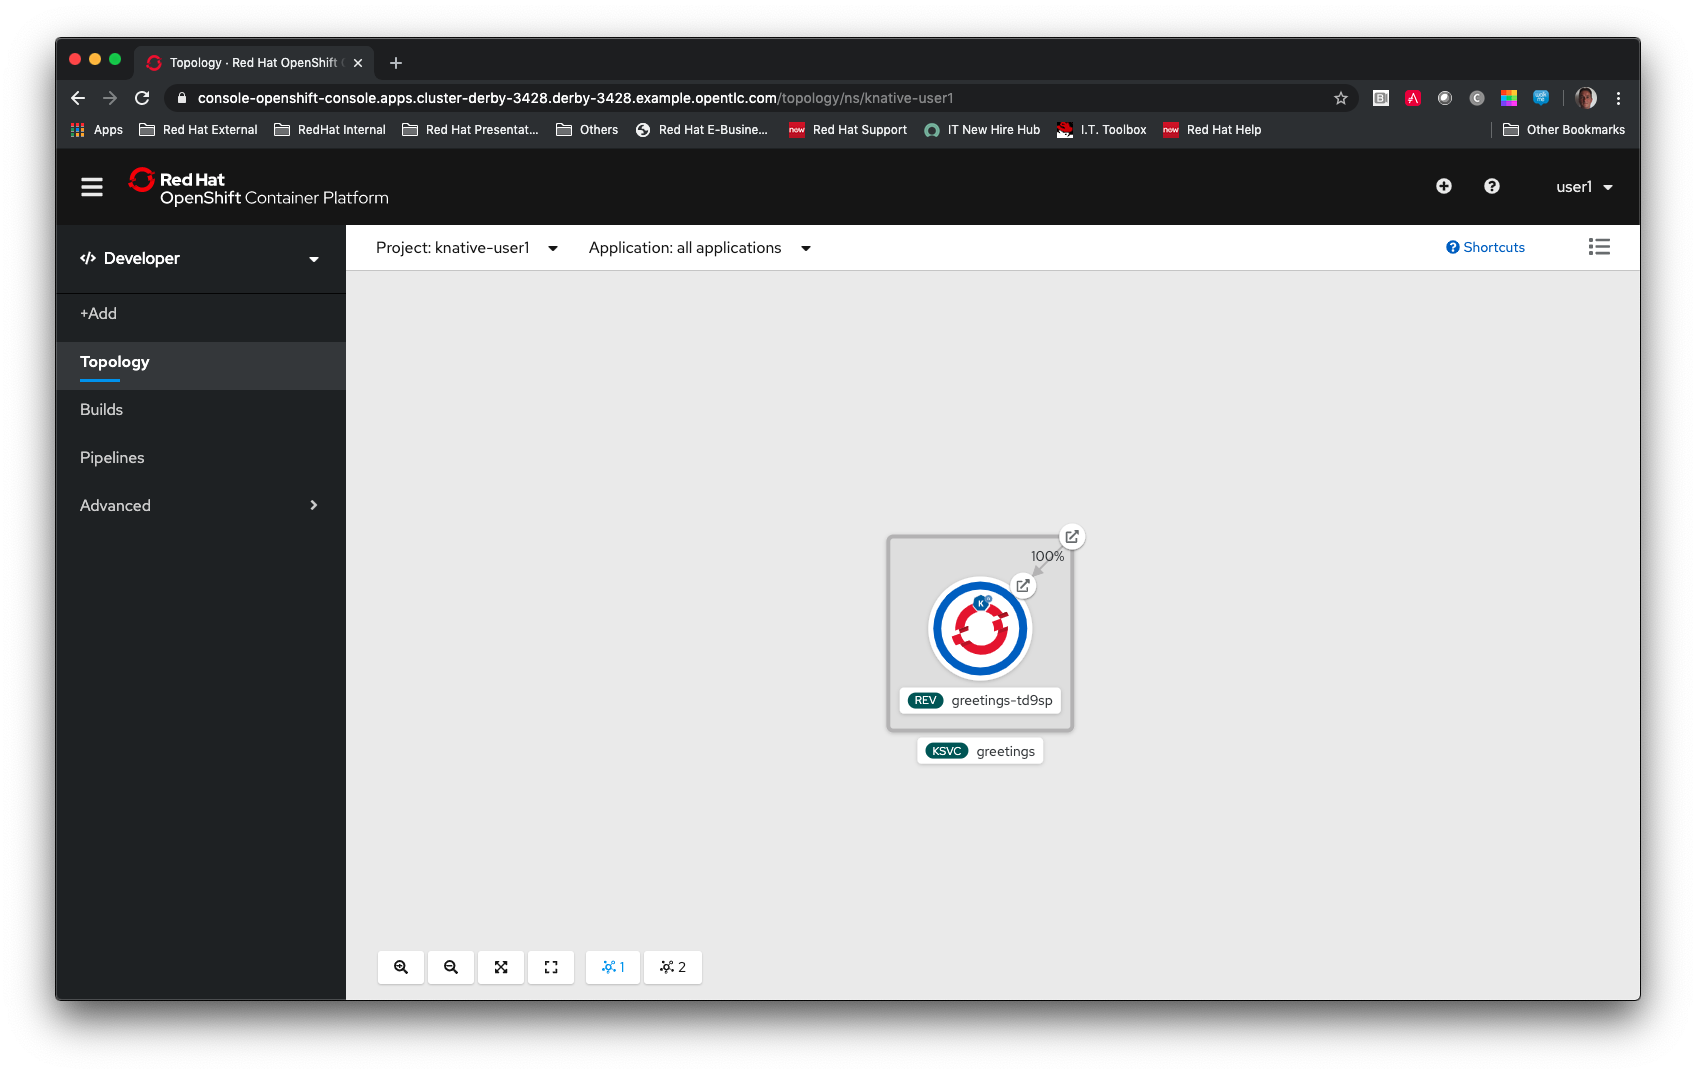 Topology · Red Hat OpenShift
console-openshift-console.apps.cluster-derby-3428.derby-3428.example.opentlc.com/topology/ns/knative-user1
Apps Red Hat External RedHat Internal Red Hat Presentat... Others Red Hat E-Busine... now Red Hat Support IT New Hire Hub I.T. Toolbox now Red Hat Help Other Bookmarks
Red Hat
OpenShift Container Platform
user1
Developer
Project: knative-user1 Application: all applications Shortcuts
+Add
Topology
Builds
Pipelines
Advanced
100%
K
REV greetings-td9sp
KSVC greetings
1 2